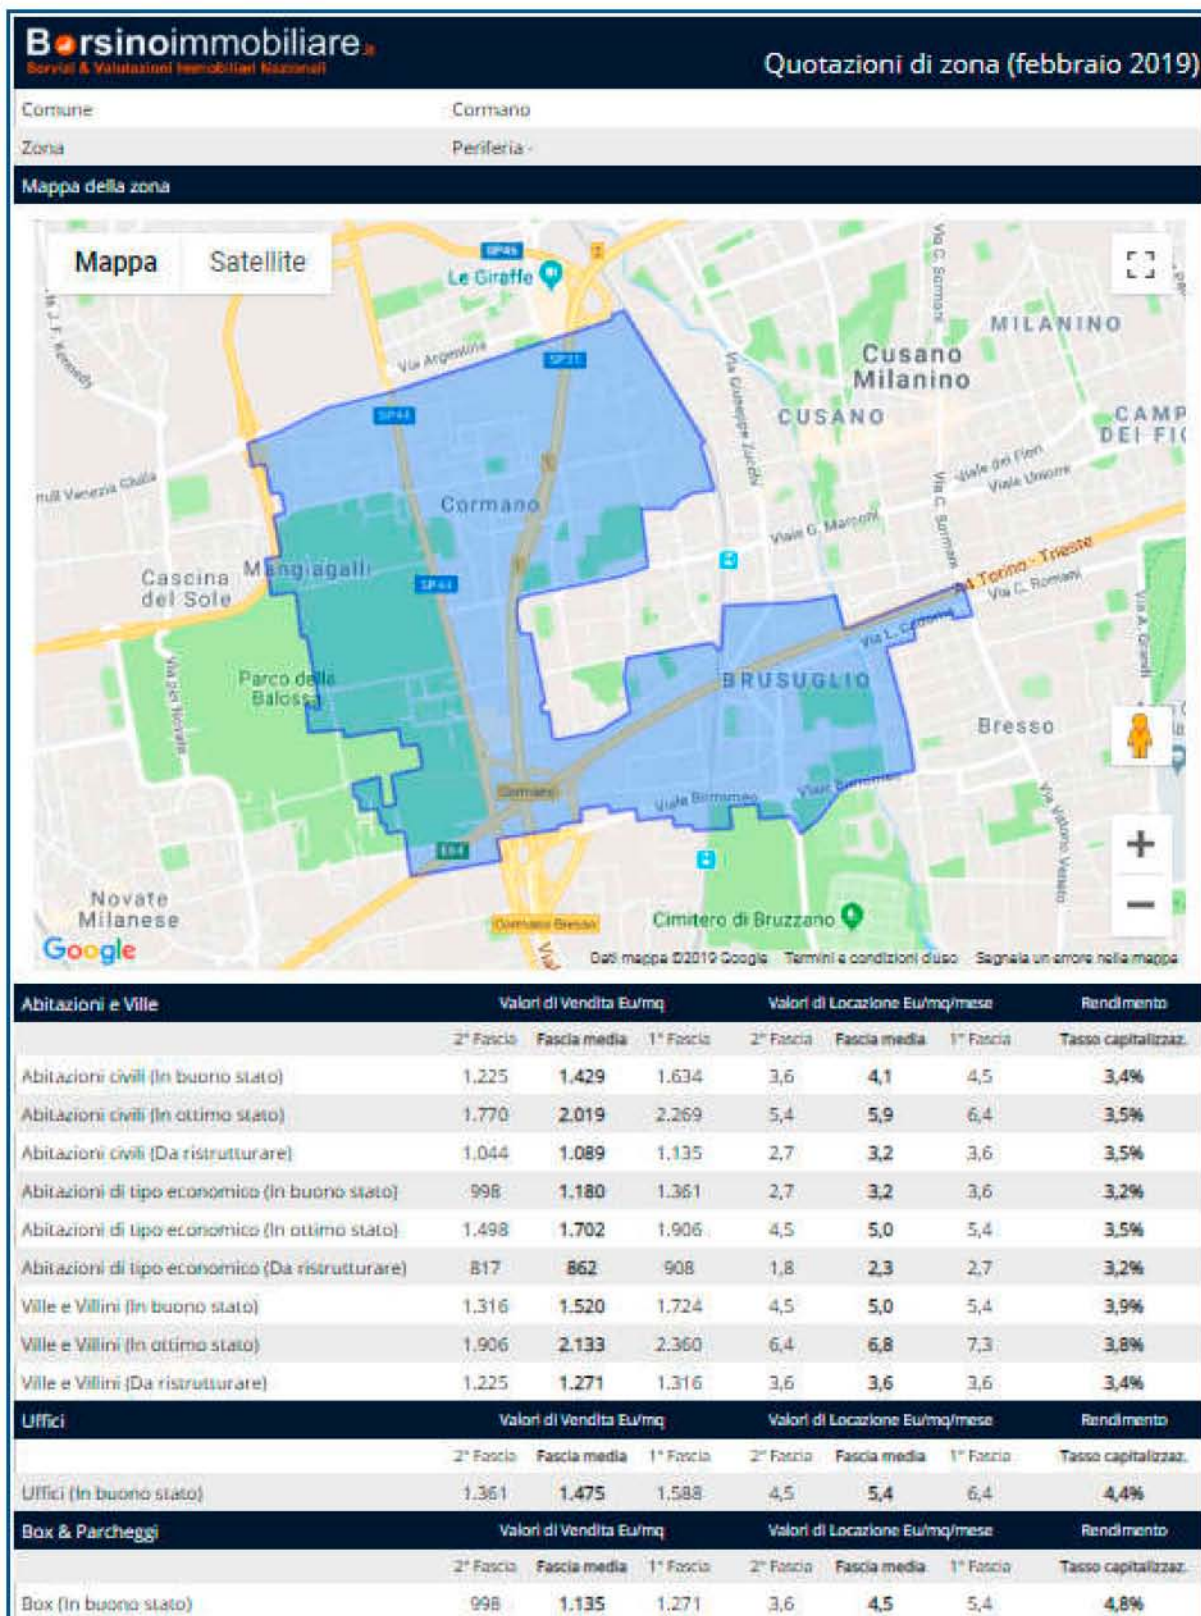 Borsinoimmobiliare.it
Servizi & Valutazioni Immobiliari Nazionali
Quotazioni di zona (febbraio 2019)
Comune Cormano
Zona Periferia -
Mappa della zona
Mappa Satellite
SP46
2
Le Giraffe
Via C. Sormani
Via J. F. Kennedy
MILANINO
Via Argentina
SP31
Cusano
Milanino
Via Giuseppe Zucchi
CUSANO
SP44
CAMP
DEI FI
Viale dei Fiori
Viale Unione
Venezia Giulia
Cormano
Via C. Sormani
Viale G. Marconi
Mangiagalli
Cascina
del Sole
SP44
A4 Torino - Trieste
Via C. Romani
Via L. Cadorna
Via A. Grandi
Parco della
Balossa
BRUSUGLIO
Bresso
Cormano
Viale Borromeo
Viale Borromeo
Via Vittorio Veneto
E64
Novate
Milanese
Cormano Bresso
Cimitero di Bruzzano
Google
Dati mappa ©2019 Google Termini e condizioni d'uso Segnala un errore nella mappa
Abitazioni e Ville Valori di Vendita Eu/mq Valori di Locazione Eu/mq/mese Rendimento
2° Fascia Fascia media 1° Fascia 2° Fascia Fascia media 1° Fascia Tasso capitalizzaz.
Abitazioni civili (In buono stato) 1.225 1.429 1.634 3,6 4,1 4,5 3,4%
Abitazioni civili (In ottimo stato) 1.770 2.019 2.269 5,4 5,9 6,4 3,5%
Abitazioni civili (Da ristrutturare) 1.044 1.089 1.135 2,7 3,2 3,6 3,5%
Abitazioni di tipo economico (In buono stato) 998 1.180 1.361 2,7 3,2 3,6 3,2%
Abitazioni di tipo economico (In ottimo stato) 1.498 1.702 1.906 4,5 5,0 5,4 3,5%
Abitazioni di tipo economico (Da ristrutturare) 817 862 908 1,8 2,3 2,7 3,2%
Ville e Villini (In buono stato) 1.316 1.520 1.724 4,5 5,0 5,4 3,9%
Ville e Villini (In ottimo stato) 1.906 2.133 2.360 6,4 6,8 7,3 3,8%
Ville e Villini (Da ristrutturare) 1.225 1.271 1.316 3,6 3,6 3,6 3,4%
Uffici Valori di Vendita Eu/mq Valori di Locazione Eu/mq/mese Rendimento
2° Fascia Fascia media 1° Fascia 2° Fascia Fascia media 1° Fascia Tasso capitalizzaz.
Uffici (In buono stato) 1.361 1.475 1.588 4,5 5,4 6,4 4,4%
Box & Parcheggi Valori di Vendita Eu/mq Valori di Locazione Eu/mq/mese Rendimento
2° Fascia Fascia media 1° Fascia 2° Fascia Fascia media 1° Fascia Tasso capitalizzaz.
Box (In buono stato) 998 1.135 1.271 3,6 4,5 5,4 4,8%